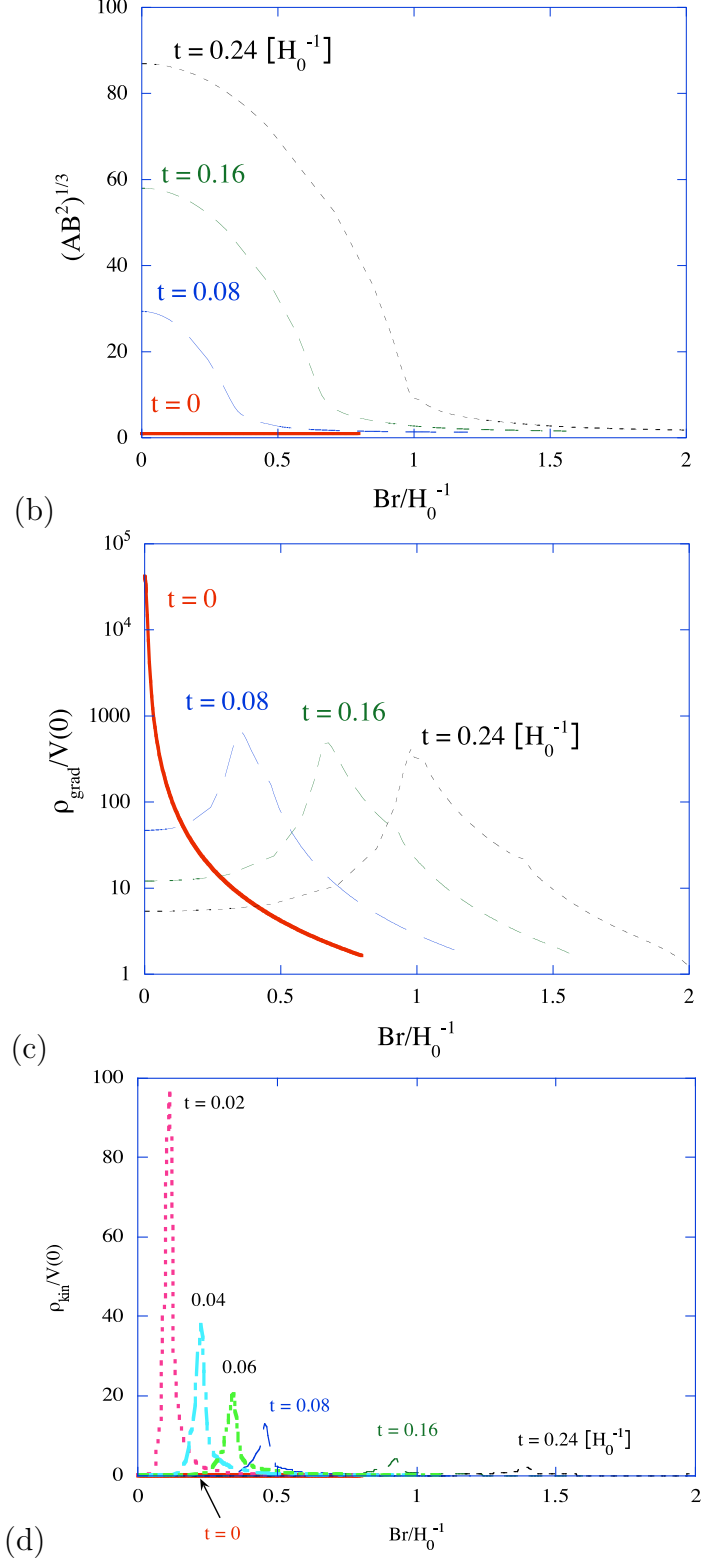 100
t = 0.24 [H₀⁻¹]
80
t = 0.16
60
(AB²)^1/3
40
t = 0.08
20
t = 0
0
0 0.5 1 1.5 2
Br/H₀⁻¹
(b)
10⁵
t = 0
10⁴
t = 0.08
t = 0.16
1000
t = 0.24 [H₀⁻¹]
ρgrad/V(0)
100
10
1
0 0.5 1 1.5 2
Br/H₀⁻¹
(c)
100
t = 0.02
80
60
ρkin/V(0)
0.04
40
0.06
20
t = 0.08
t = 0.16
t = 0.24 [H₀⁻¹]
0
0 0.5 1 1.5 2
t = 0
Br/H₀⁻¹
(d)